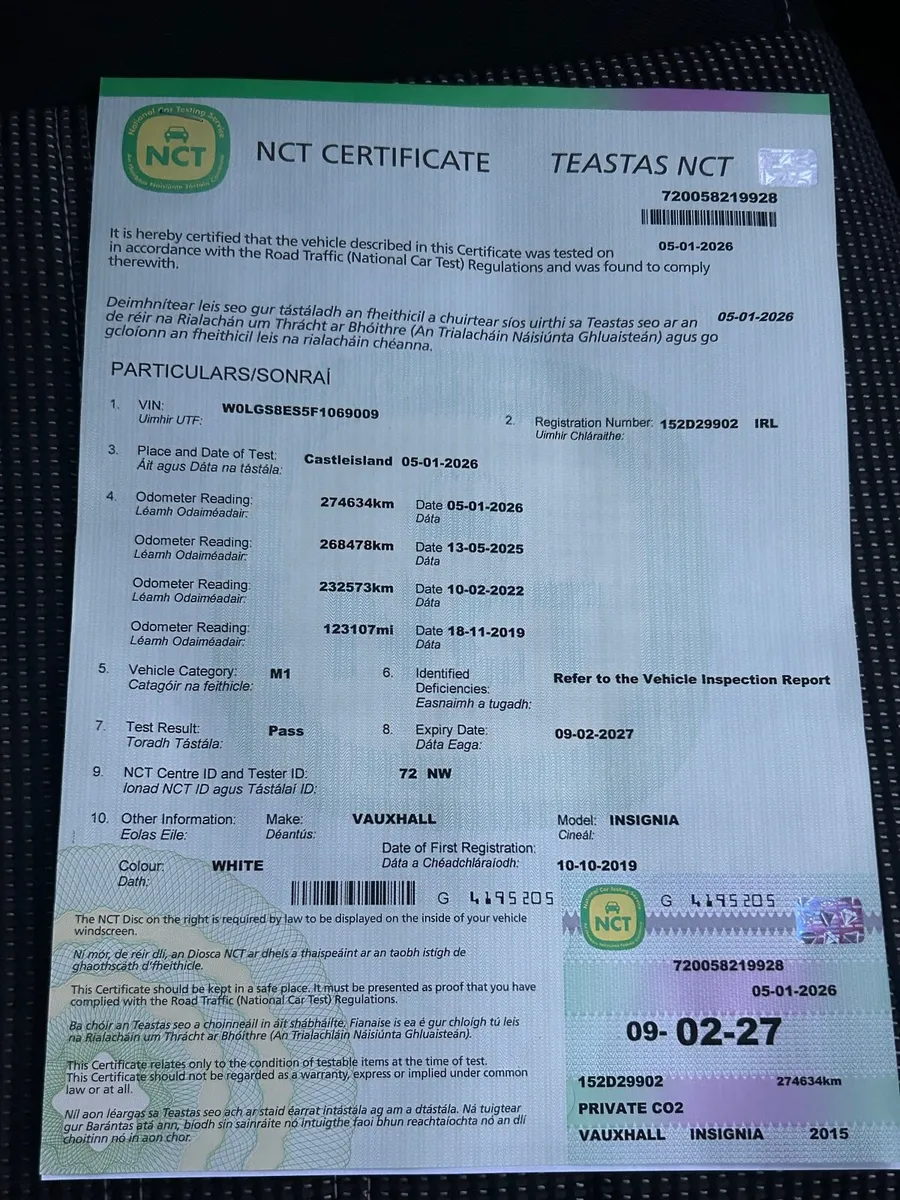 National Car Testing Service
NCT
An tSeirbhís Náisiúnta Tástála Carranna
NCT CERTIFICATE
TEASTAS NCT
720058219928
It is hereby certified that the vehicle described in this Certificate was tested on 05-01-2026
in accordance with the Road Traffic (National Car Test) Regulations and was found to comply
therewith.
Deimhnítear leis seo gur tástáladh an fheithicil a chuirtear síos uirthi sa Teastas seo ar an 05-01-2026
de réir na Rialachán um Thrácht ar Bhóithre (An Trialacháin Náisiúnta Ghluaisteán) agus go
gcloíonn an fheithicil leis na rialacháin chéanna.
PARTICULARS/SONRAÍ
1. VIN: W0LGS8ES5F1069009
Uimhir UTF:
2. Registration Number: 152D29902 IRL
Uimhir Chláraithe:
3. Place and Date of Test: Castleisland 05-01-2026
Áit agus Dáta na tástála:
4. Odometer Reading: 274634km Date 05-01-2026
Léamh Odaiméadair: Dáta
Odometer Reading: 268478km Date 13-05-2025
Léamh Odaiméadair: Dáta
Odometer Reading: 232573km Date 10-02-2022
Léamh Odaiméadair: Dáta
Odometer Reading: 123107mi Date 18-11-2019
Léamh Odaiméadair: Dáta
5. Vehicle Category: M1
Catagóir na feithicle:
6. Identified
Deficiencies: Refer to the Vehicle Inspection Report
Easnaimh a tugadh:
7. Test Result: Pass
Toradh Tástála:
8. Expiry Date: 09-02-2027
Dáta Eaga:
9. NCT Centre ID and Tester ID: 72 NW
Ionad NCT ID agus Tástálaí ID:
10. Other Information: Make: VAUXHALL Model: INSIGNIA
Eolas Eile: Déantús: Cineál:
Colour: WHITE
Dath:
Date of First Registration: 10-10-2019
Dáta a Chéadchláraíodh:
G 4195205
The NCT Disc on the right is required by law to be displayed on the inside of your vehicle
windscreen.
Ní mór, de réir dlí, an Diosca NCT ar dheis a thaispeáint ar an taobh istigh de
ghaothscáth d'fheithicle.
This Certificate should be kept in a safe place. It must be presented as proof that you have
complied with the Road Traffic (National Car Test) Regulations.
Ba chóir an Teastas seo a choinneáil in áit shábháilte. Fianaise is ea é gur chloígh tú leis
na Rialacháin um Thrácht ar Bhóithre (An Trialachláin Náisiúnta Ghluaisteán).
This Certificate relates only to the condition of testable items at the time of test.
This Certificate should not be regarded as a warranty, express or implied under common
law or at all.
Níl aon léargas sa Teastas seo ach ar staid éarrat intástála ag am a dtástála. Ná tuigtear
gur Barántas atá ann, bíodh sin sainráite nó intuigthe faoi bhun reachtaíochta nó an dlí
choitinn nó in aon chor.
NCT
G 4195205
720058219928
05-01-2026
09-02-27
152D29902 274634km
PRIVATE CO2
VAUXHALL INSIGNIA 2015